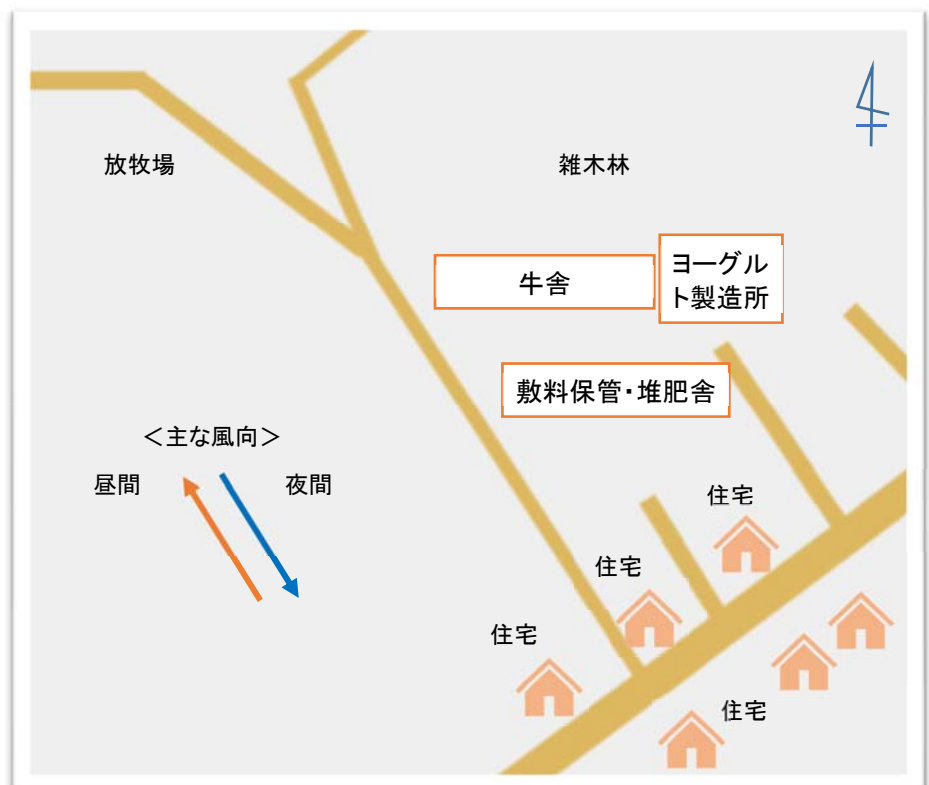 放牧場
雑木林
牛舎
ヨーグル
ト製造所
敷料保管・堆肥舎
＜主な風向＞
昼間
夜間
住宅
住宅
住宅
住宅